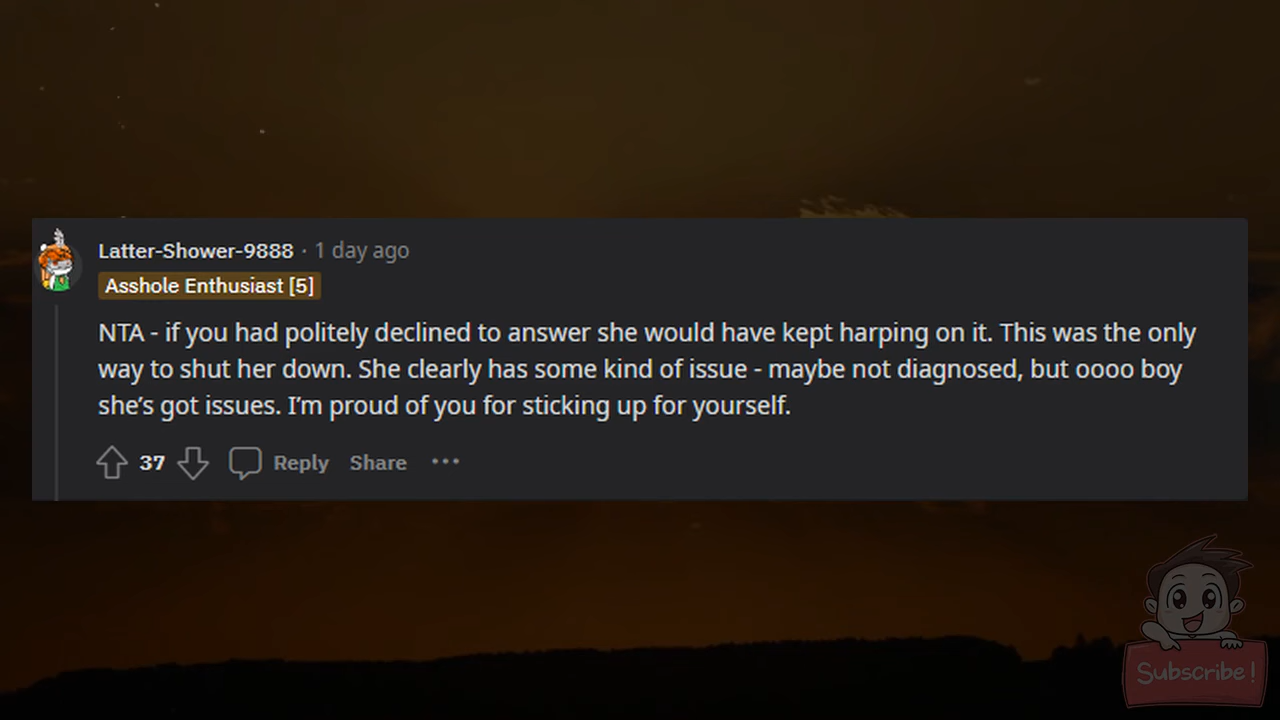 Latter-Shower-9888 · 1 day ago
Asshole Enthusiast [5]
NTA - if you had politely declined to answer she would have kept harping on it. This was the only
way to shut her down. She clearly has some kind of issue - maybe not diagnosed, but oooo boy
she’s got issues. I’m proud of you for sticking up for yourself.
37 Reply Share ···
Subscribe!